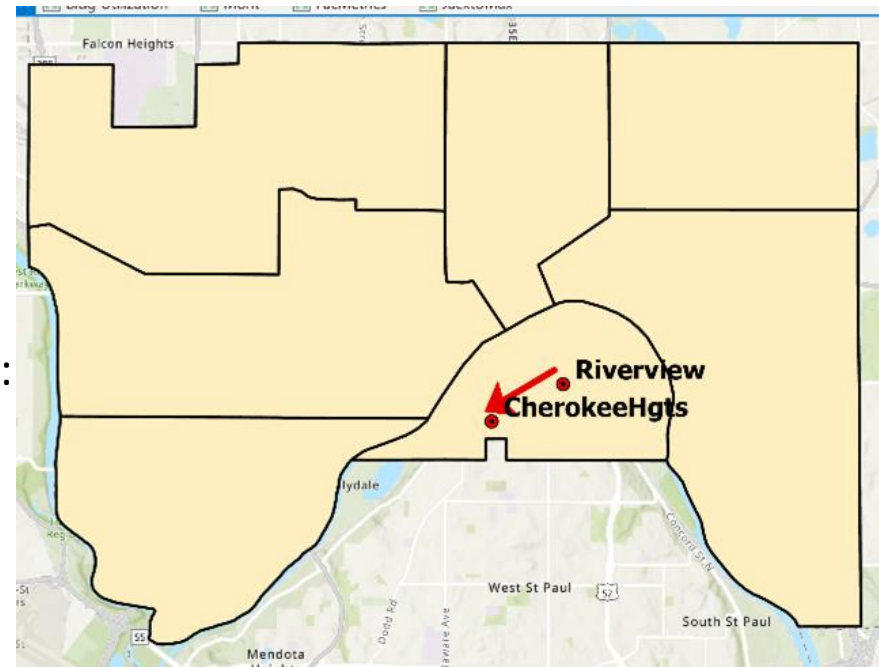 Falcon Heights
35E
:
Riverview
CherokeeHgts
lydale
Concord St N
West St Paul
52
Dodd Rd
South St Paul
55
Mendota